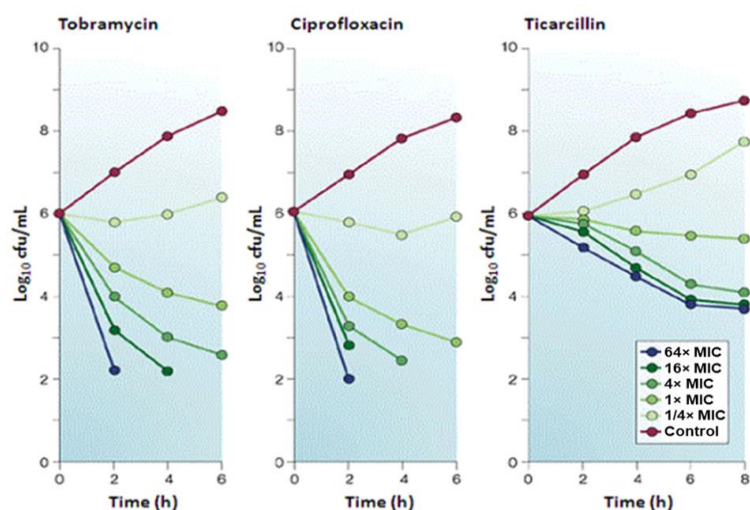 Tobramycin
Ciprofloxacin
Ticarcillin
Log10 cfu/mL
10
8
6
4
2
0
0 2 4 6
Time (h)
Log10 cfu/mL
10
8
6
4
2
0
0 2 4 6
Time (h)
Log10 cfu/mL
10
8
6
4
2
0
0 2 4 6 8
Time (h)
64× MIC
16× MIC
4× MIC
1× MIC
1/4× MIC
Control